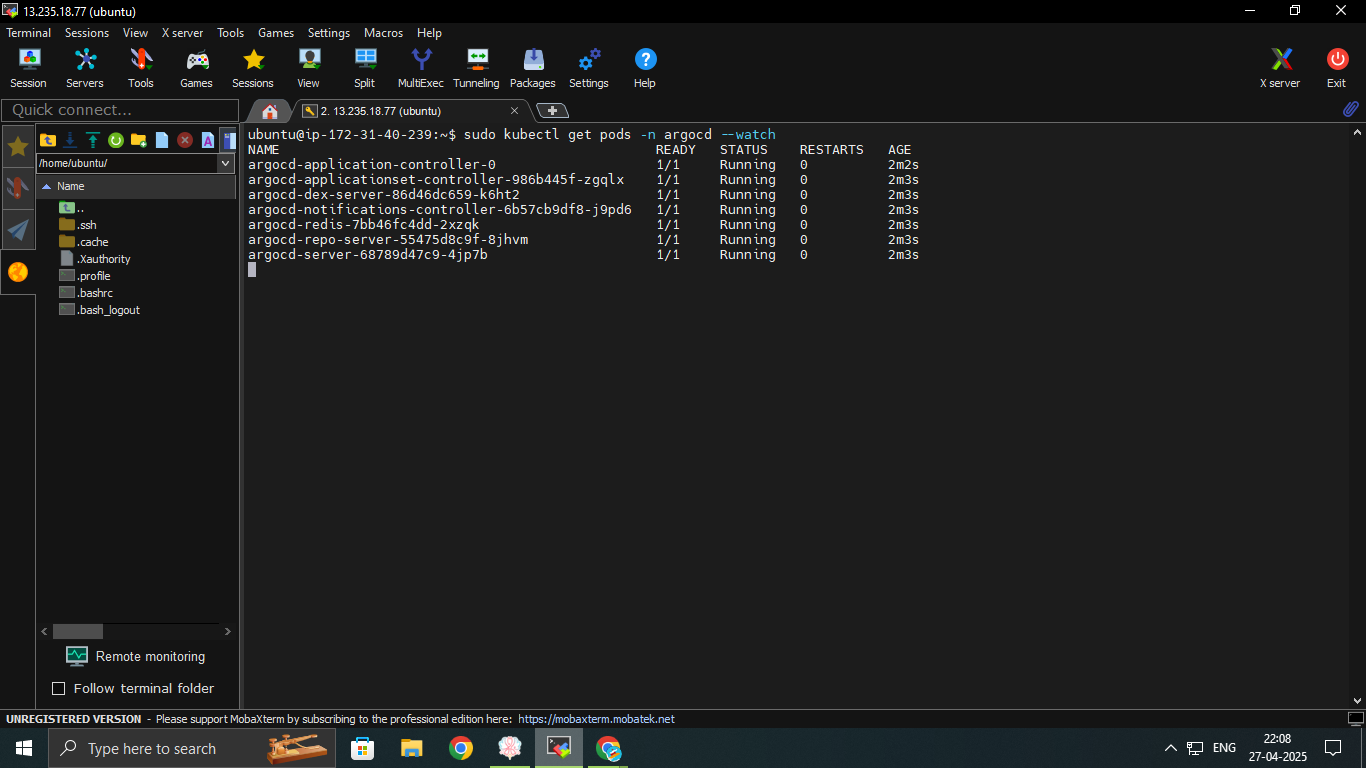 13.235.18.77 (ubuntu)
Terminal Sessions View X server Tools Games Settings Macros Help
Session Servers Tools Games Sessions View Split MultiExec Tunneling Packages Settings Help X server Exit
Quick connect...
2. 13.235.18.77 (ubuntu)
/home/ubuntu/
Name
..
.ssh
.cache
.Xauthority
.profile
.bashrc
.bash_logout
ubuntu@ip-172-31-40-239:~$ sudo kubectl get pods -n argocd --watch
NAME READY STATUS RESTARTS AGE
argocd-application-controller-0 1/1 Running 0 2m2s
argocd-applicationset-controller-986b445f-zgqlx 1/1 Running 0 2m3s
argocd-dex-server-86d46dc659-k6ht2 1/1 Running 0 2m3s
argocd-notifications-controller-6b57cb9df8-j9pd6 1/1 Running 0 2m3s
argocd-redis-7bb46fc4dd-2xzqk 1/1 Running 0 2m3s
argocd-repo-server-55475d8c9f-8jhvm 1/1 Running 0 2m3s
argocd-server-68789d47c9-4jp7b 1/1 Running 0 2m3s
Remote monitoring
Follow terminal folder
UNREGISTERED VERSION - Please support MobaXterm by subscribing to the professional edition here: https://mobaxterm.mobatek.net
Type here to search
ENG
22:08
27-04-2025